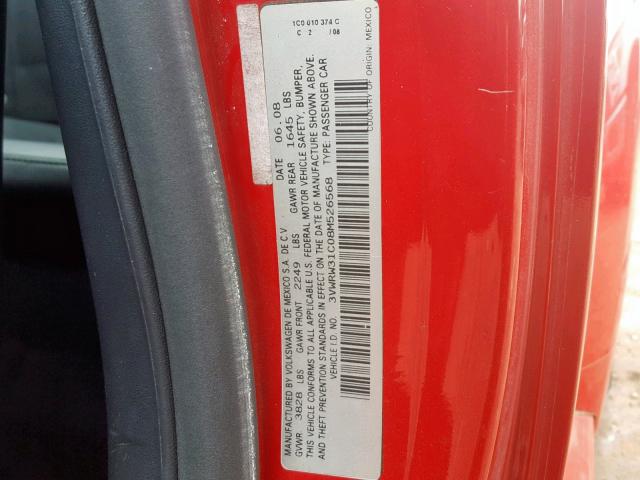 MANUFACTURED BY VOLKSWAGEN DE MEXICO S.A. DE C.V. DATE 06.08
GVWR 3828 LBS GAWR FRONT 2249 LBS GAWR REAR 1645 LBS
THIS VEHICLE CONFORMS TO ALL APPLICABLE U.S. FEDERAL MOTOR VEHICLE SAFETY, BUMPER,
AND THEFT PREVENTION STANDARDS IN EFFECT ON THE DATE OF MANUFACTURE SHOWN ABOVE.
VEHICLE I.D. NO. 3VWRW31C08M526568 TYPE: PASSENGER CAR
1C0 010 374 C
C 2 /08
COUNTRY OF ORIGIN: MEXICO